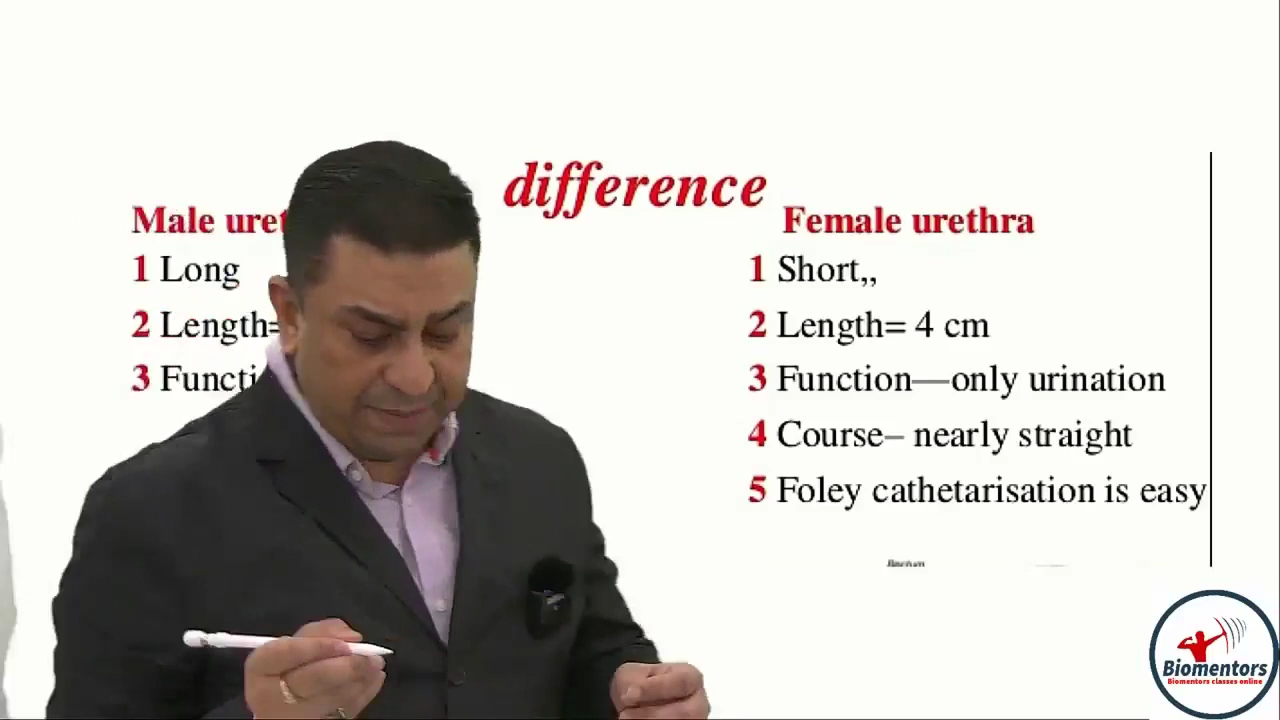 difference
Male uret
1 Long
2 Length=
3 Functi
Female urethra
1 Short,,
2 Length= 4 cm
3 Function—only urination
4 Course– nearly straight
5 Foley cathetarisation is easy
Biomentors
Biomentors classes online